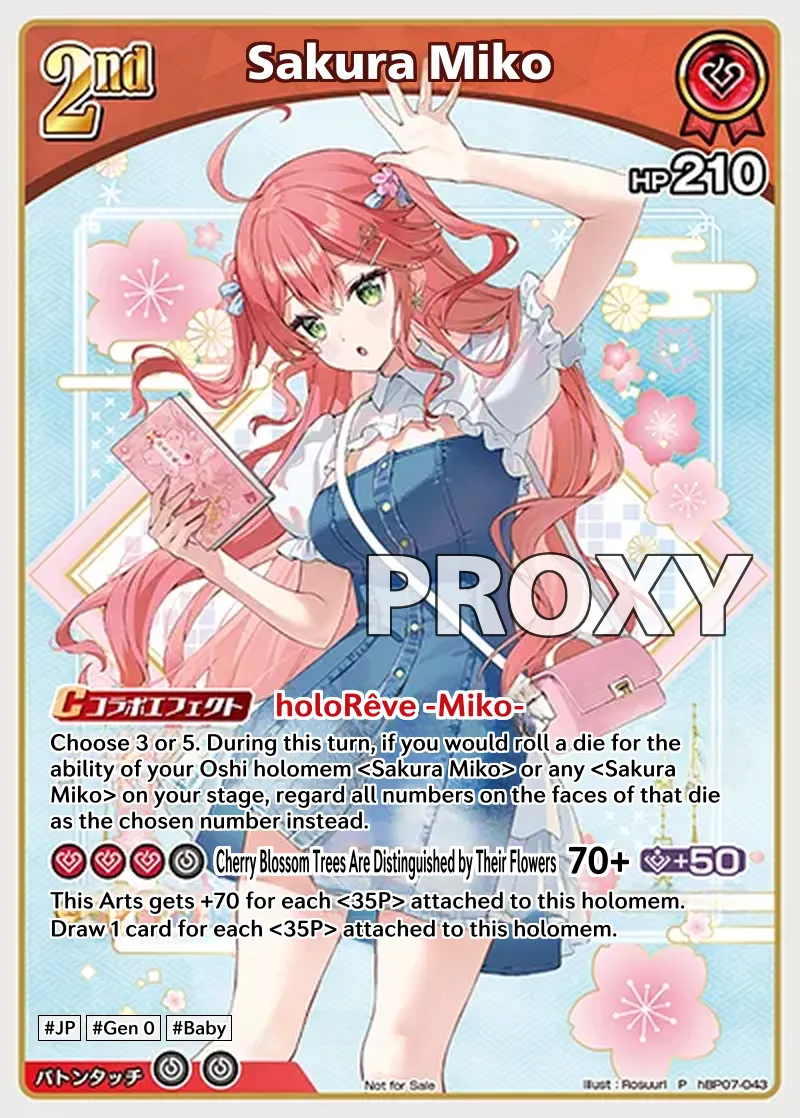 2nd
Sakura Miko
HP 210
PROXY
Cコラボエフェクト holoRêve -Miko-
Choose 3 or 5. During this turn, if you would roll a die for the
ability of your Oshi holomem <Sakura Miko> or any <Sakura
Miko> on your stage, regard all numbers on the faces of that die
as the chosen number instead.
Cherry Blossom Trees Are Distinguished by Their Flowers 70+ +50
This Arts gets +70 for each <35P> attached to this holomem.
Draw 1 card for each <35P> attached to this holomem.
#JP #Gen 0 #Baby
バトンタッチ
Not for Sale
Illust : Rosuuri P hBP07-043